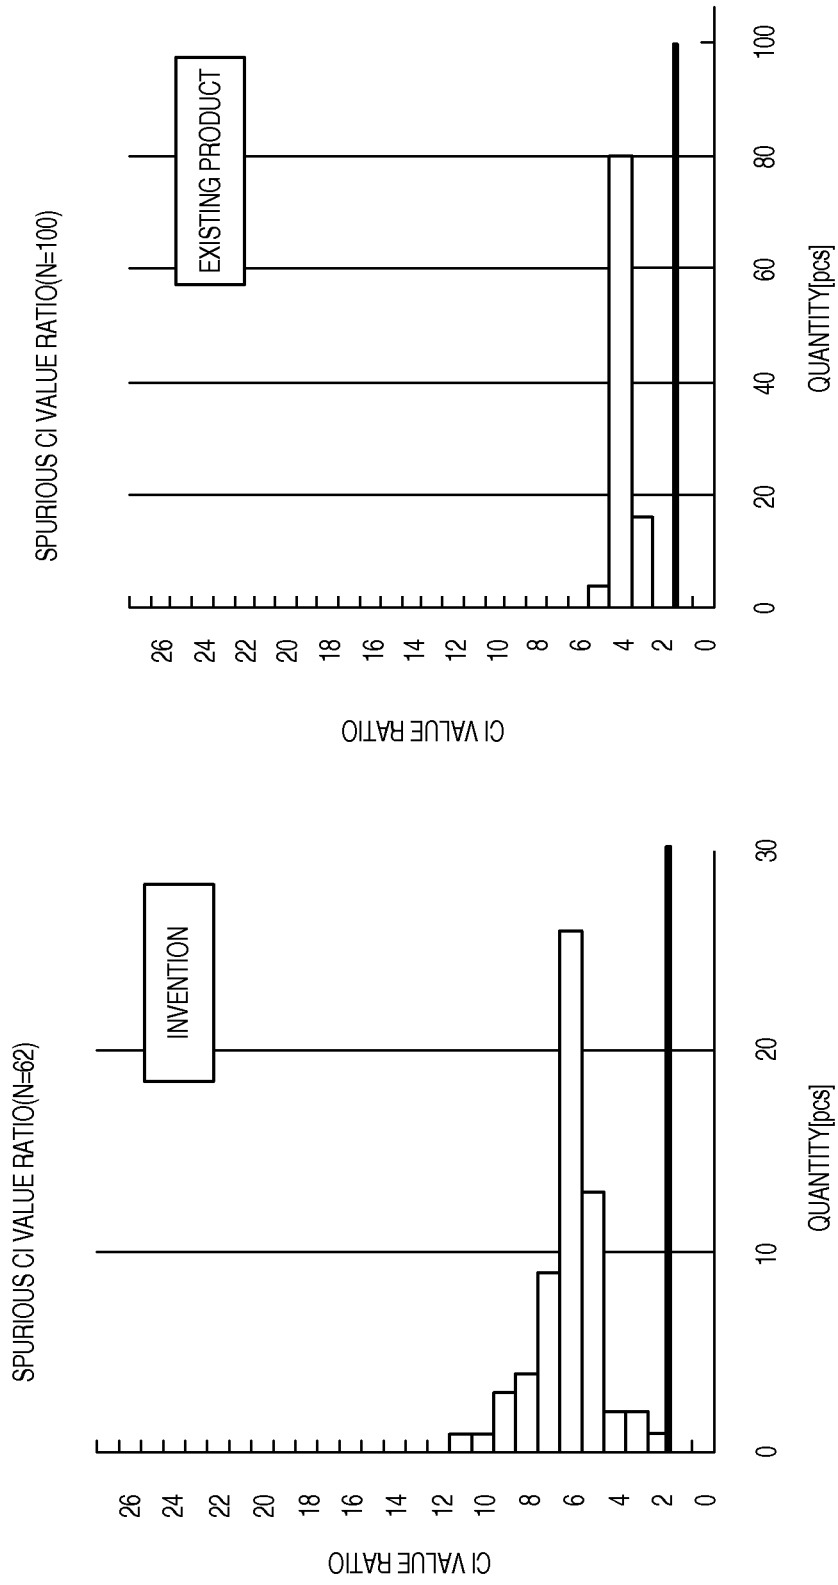 SPURIOUS CI VALUE RATIO(N=100)
EXISTING PRODUCT
0 20 40 60 80 100
QUANTITY[pcs]
26 24 22 20 18 16 14 12 10 8 6 4 2 0
CI VALUE RATIO
SPURIOUS CI VALUE RATIO(N=62)
INVENTION
0 10 20 30
QUANTITY[pcs]
26 24 22 20 18 16 14 12 10 8 6 4 2 0
CI VALUE RATIO